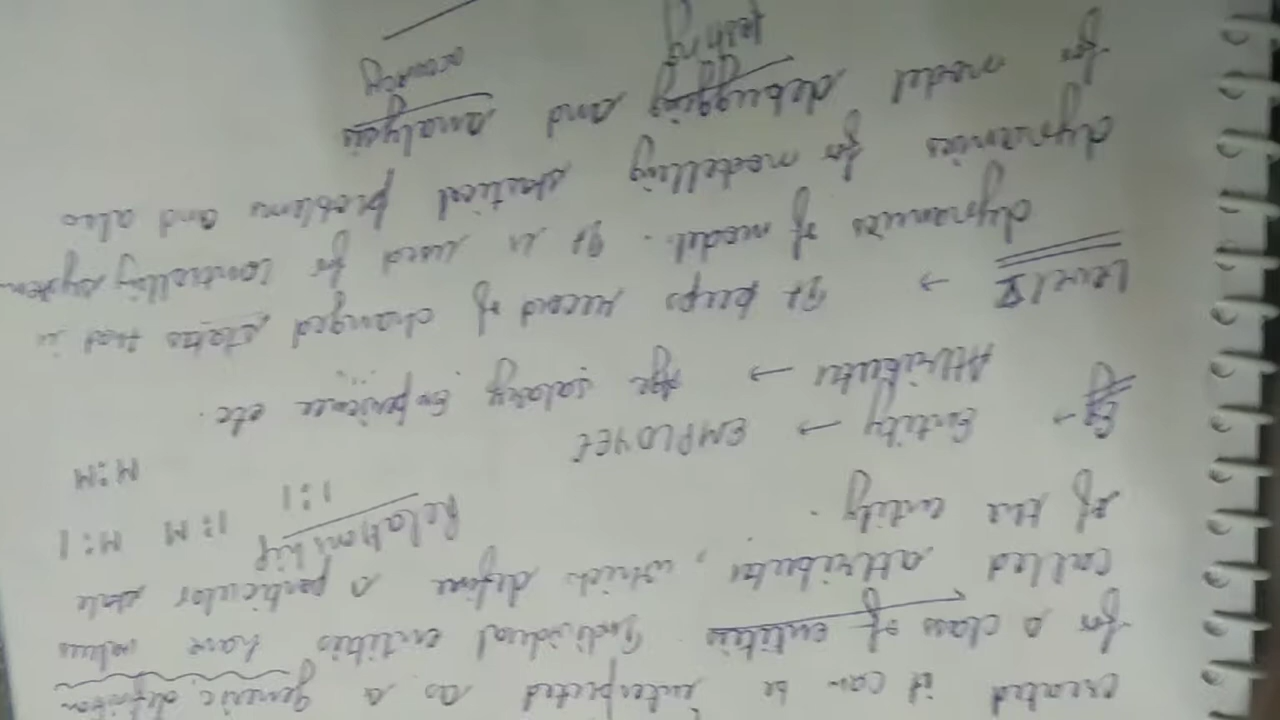 created it can be interpreted as a generic definition
for a class of entities. Individual entities have values
called attributes, which define a particular state
of the entity.
Relationship 1:1 1:M M:1 M:M
Eg → Entity → EMPLOYEE
Attributes → Age salary Experience etc.
Level → It keeps record of changed states that is
dynamics of model. It is used for controlling system
dynamics for modelling problems and also
for model debugging and analysis
testing accuracy